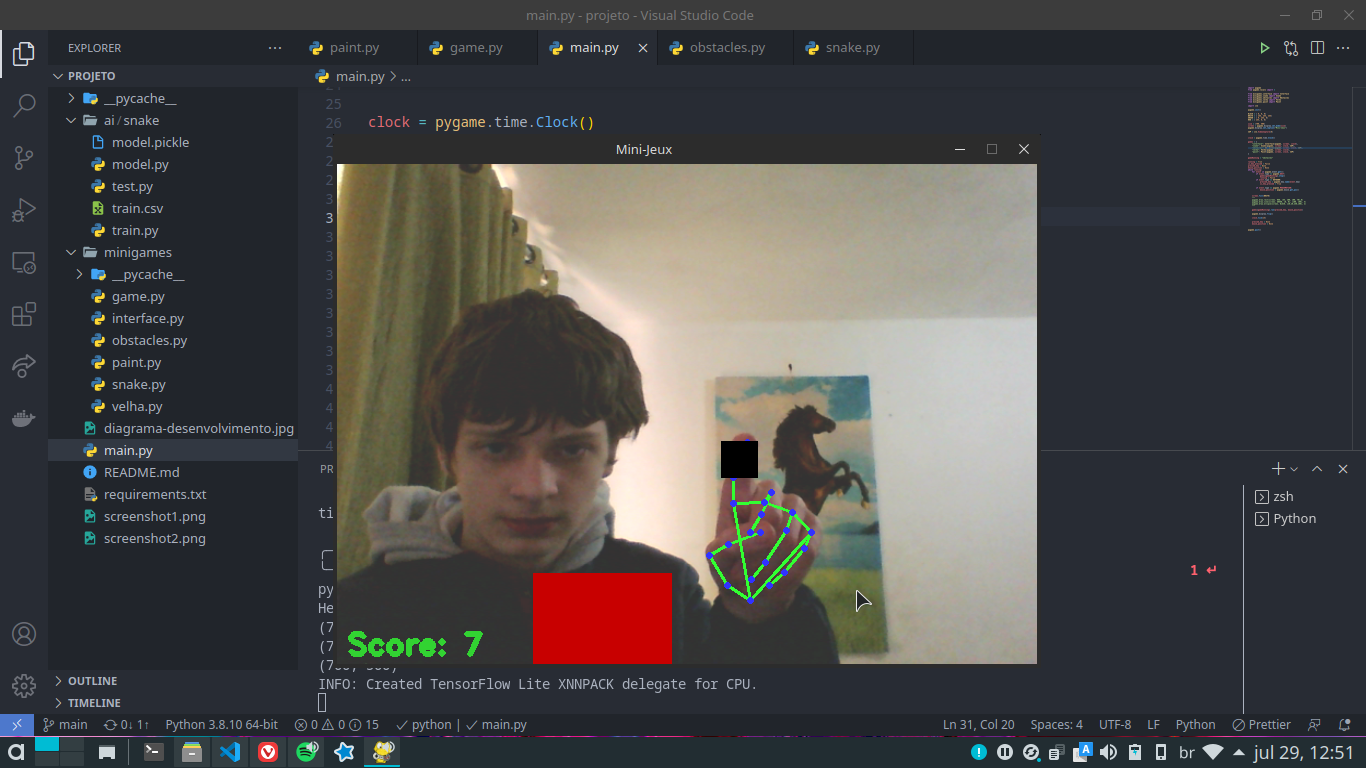 main.py - projeto - Visual Studio Code
EXPLORER
paint.py
game.py
main.py
obstacles.py
snake.py
PROJETO
main.py > ...
__pycache__
ai / snake
model.pickle
model.py
test.py
train.csv
train.py
minigames
__pycache__
game.py
interface.py
obstacles.py
paint.py
snake.py
velha.py
diagrama-desenvolvimento.jpg
main.py
README.md
requirements.txt
screenshot1.png
screenshot2.png
OUTLINE
TIMELINE
25
26 clock = pygame.time.Clock()
Mini-Jeux
Score: 7
PR
ti
py
He
(7
(7
INFO: Created TensorFlow Lite XNNPACK delegate for CPU.
1 ↵
zsh
Python
main
0↓ 1↑
Python 3.8.10 64-bit
0 0 15
python | main.py
Ln 31, Col 20
Spaces: 4
UTF-8
LF
Python
Prettier
br
jul 29, 12:51